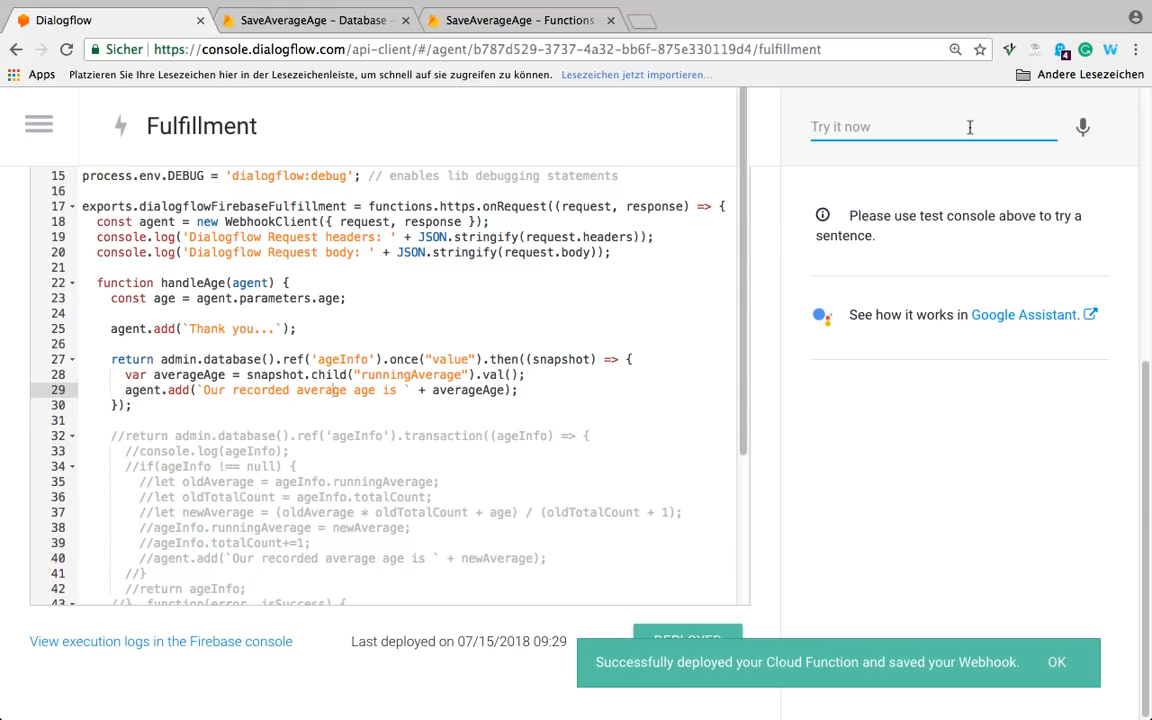 Dialogflow
SaveAverageAge - Database -
SaveAverageAge - Functions -
Sicher
https://console.dialogflow.com/api-client/#/agent/b787d529-3737-4a32-bb6f-875e330119d4/fulfillment
4
W
Apps
Platzieren Sie Ihre Lesezeichen hier in der Lesezeichenleiste, um schnell auf sie zugreifen zu können.
Lesezeichen jetzt importieren...
Andere Lesezeichen
Fulfillment
15 process.env.DEBUG = 'dialogflow:debug'; // enables lib debugging statements
16
17 exports.dialogflowFirebaseFulfillment = functions.https.onRequest((request, response) => {
18 const agent = new WebhookClient({ request, response });
19 console.log('Dialogflow Request headers: ' + JSON.stringify(request.headers));
20 console.log('Dialogflow Request body: ' + JSON.stringify(request.body));
21
22 function handleAge(agent) {
23 const age = agent.parameters.age;
24
25 agent.add(`Thank you...`);
26
27 return admin.database().ref('ageInfo').once("value").then((snapshot) => {
28 var averageAge = snapshot.child("runningAverage").val();
29 agent.add(`Our recorded average age is ` + averageAge);
30 });
31
32 //return admin.database().ref('ageInfo').transaction((ageInfo) => {
33 //console.log(ageInfo);
34 //if(ageInfo !== null) {
35 //let oldAverage = ageInfo.runningAverage;
36 //let oldTotalCount = ageInfo.totalCount;
37 //let newAverage = (oldAverage * oldTotalCount + age) / (oldTotalCount + 1);
38 //ageInfo.runningAverage = newAverage;
39 //ageInfo.totalCount+=1;
40 //agent.add(`Our recorded average age is ` + newAverage);
41 //}
42 //return ageInfo;
43 //}, function(error, isSuccess) {
View execution logs in the Firebase console
Last deployed on 07/15/2018 09:29
DEPLOYED
Try it now
Please use test console above to try a
sentence.
See how it works in Google Assistant.
Successfully deployed your Cloud Function and saved your Webhook.
OK